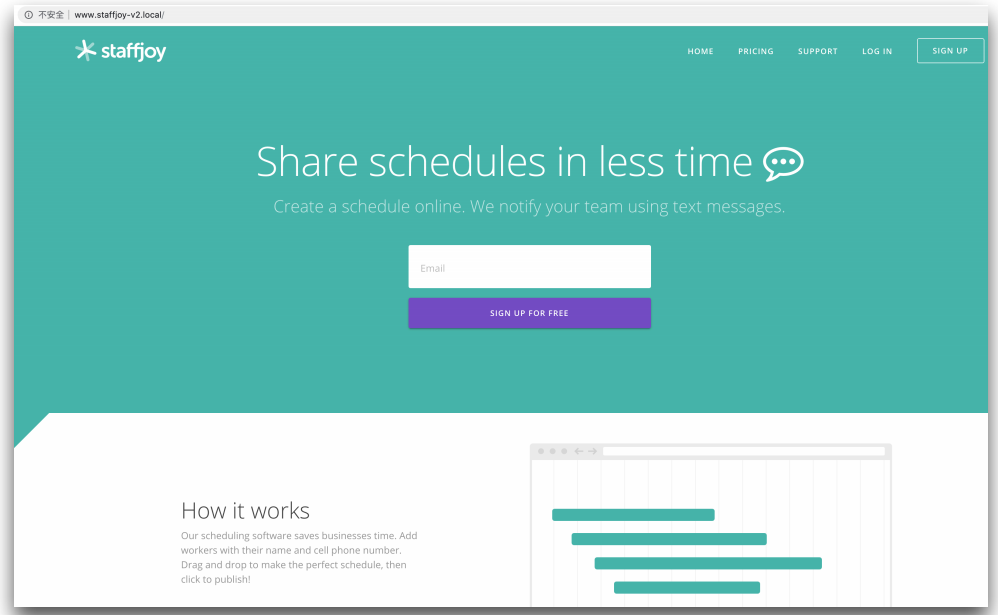 不安全 www.staffjoy-v2.local/
staffjoy
HOME PRICING SUPPORT LOG IN SIGN UP
Share schedules in less time
Create a schedule online. We notify your team using text messages.
Email
SIGN UP FOR FREE
How it works
Our scheduling software saves businesses time. Add
workers with their name and cell phone number.
Drag and drop to make the perfect schedule, then
click to publish!